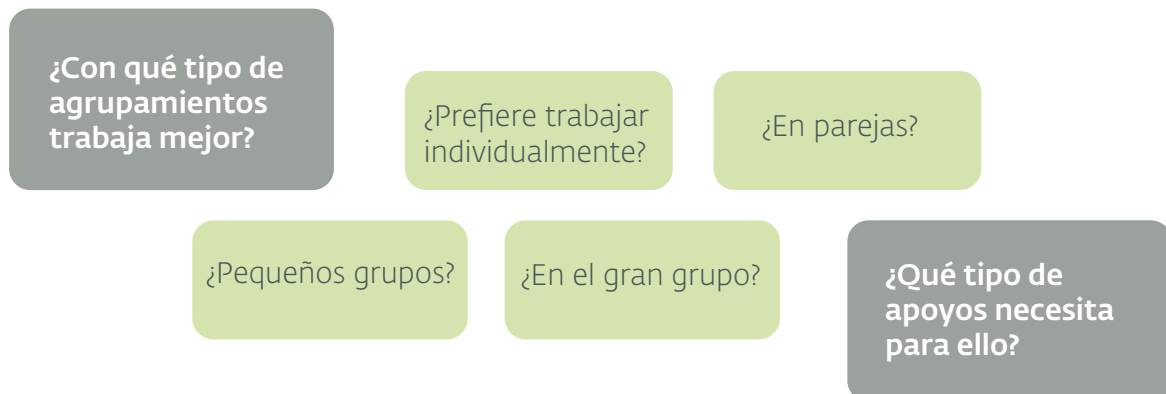 ¿Con qué tipo de
agrupamientos
trabaja mejor?
¿Prefiere trabajar
individualmente?
¿En parejas?
¿Pequeños grupos?
¿En el gran grupo?
¿Qué tipo de
apoyos necesita
para ello?